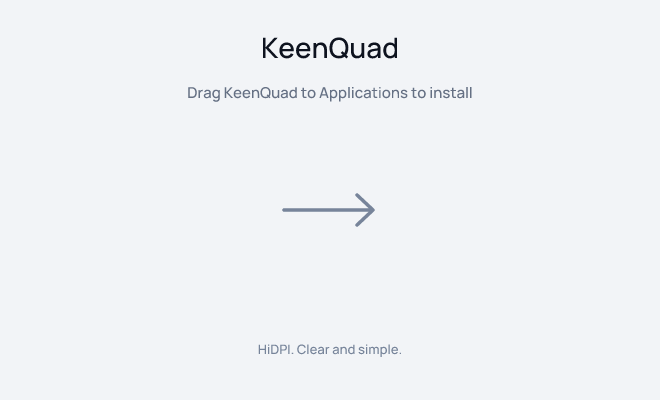 KeenQuad
Drag KeenQuad to Applications to install
HiDPI. Clear and simple.